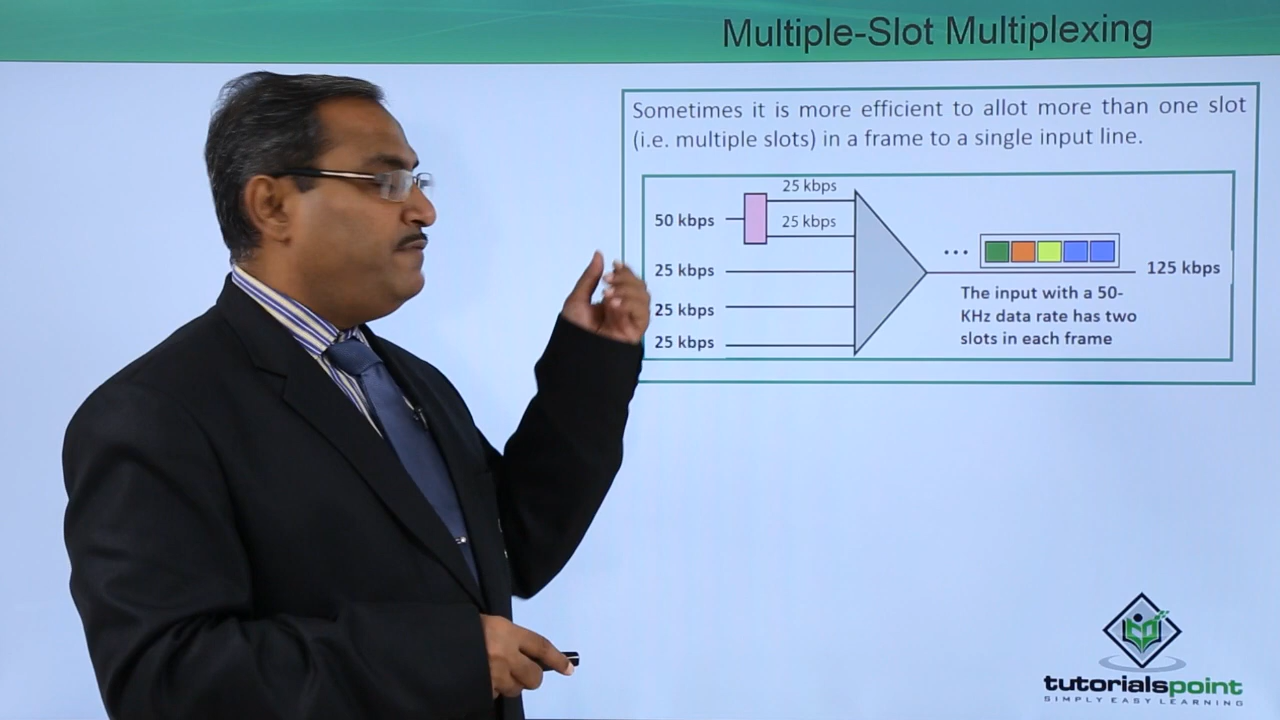 Multiple-Slot Multiplexing
Sometimes it is more efficient to allot more than one slot
(i.e. multiple slots) in a frame to a single input line.
25 kbps
50 kbps
25 kbps
25 kbps
25 kbps
25 kbps
...
125 kbps
The input with a 50-
KHz data rate has two
slots in each frame
tutorialspoint
SIMPLY EASY LEARNING